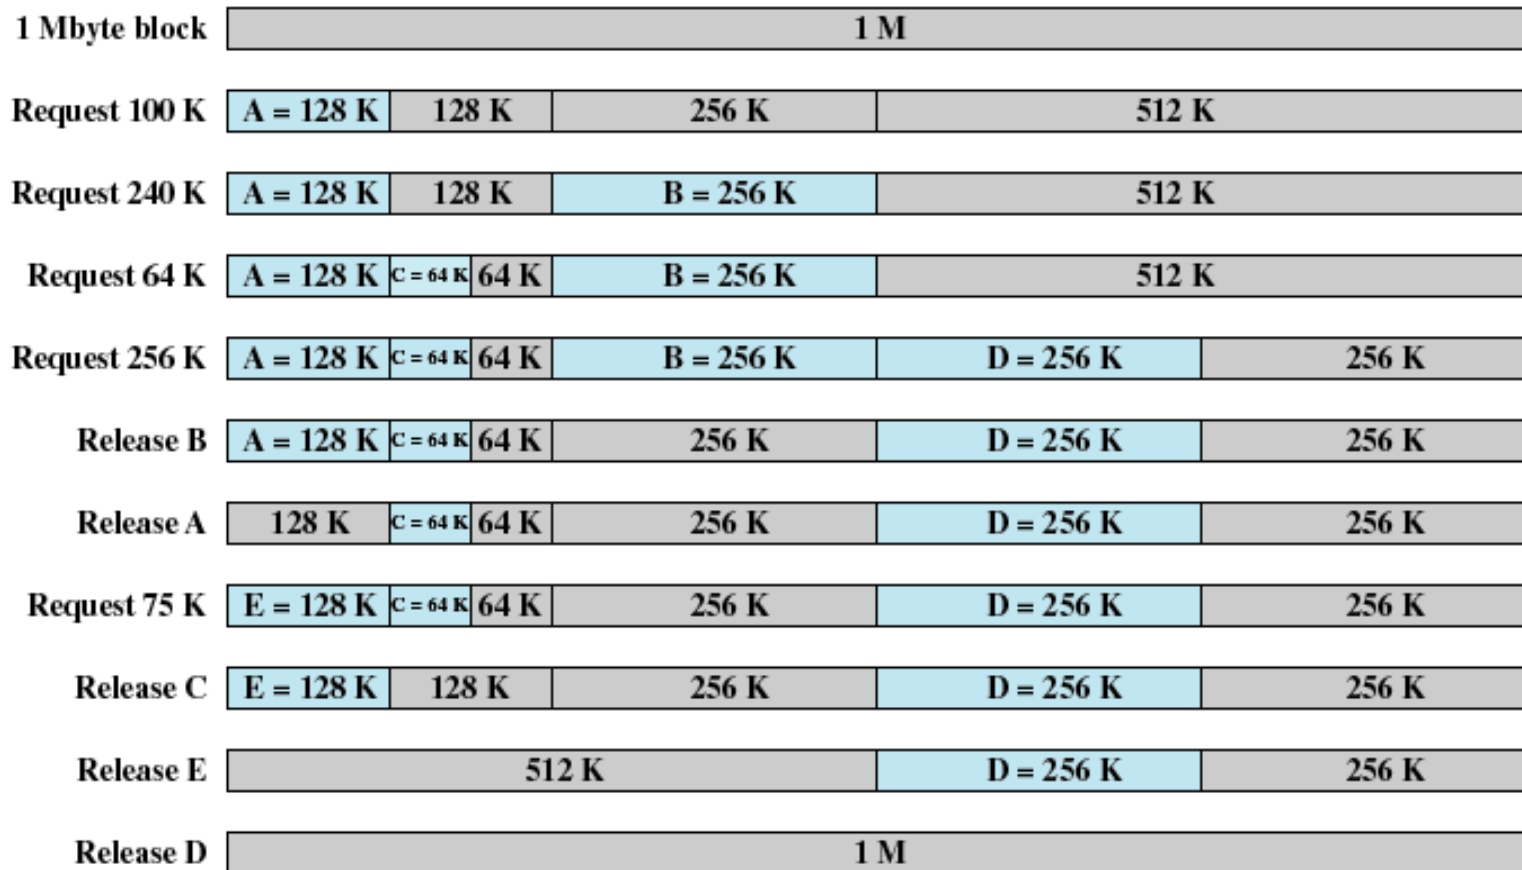 1 Mbyte block 1 M
Request 100 K A = 128 K 128 K 256 K 512 K
Request 240 K A = 128 K 128 K B = 256 K 512 K
Request 64 K A = 128 K C = 64 K 64 K B = 256 K 512 K
Request 256 K A = 128 K C = 64 K 64 K B = 256 K D = 256 K 256 K
Release B A = 128 K C = 64 K 64 K 256 K D = 256 K 256 K
Release A 128 K C = 64 K 64 K 256 K D = 256 K 256 K
Request 75 K E = 128 K C = 64 K 64 K 256 K D = 256 K 256 K
Release C E = 128 K 128 K 256 K D = 256 K 256 K
Release E 512 K D = 256 K 256 K
Release D 1 M